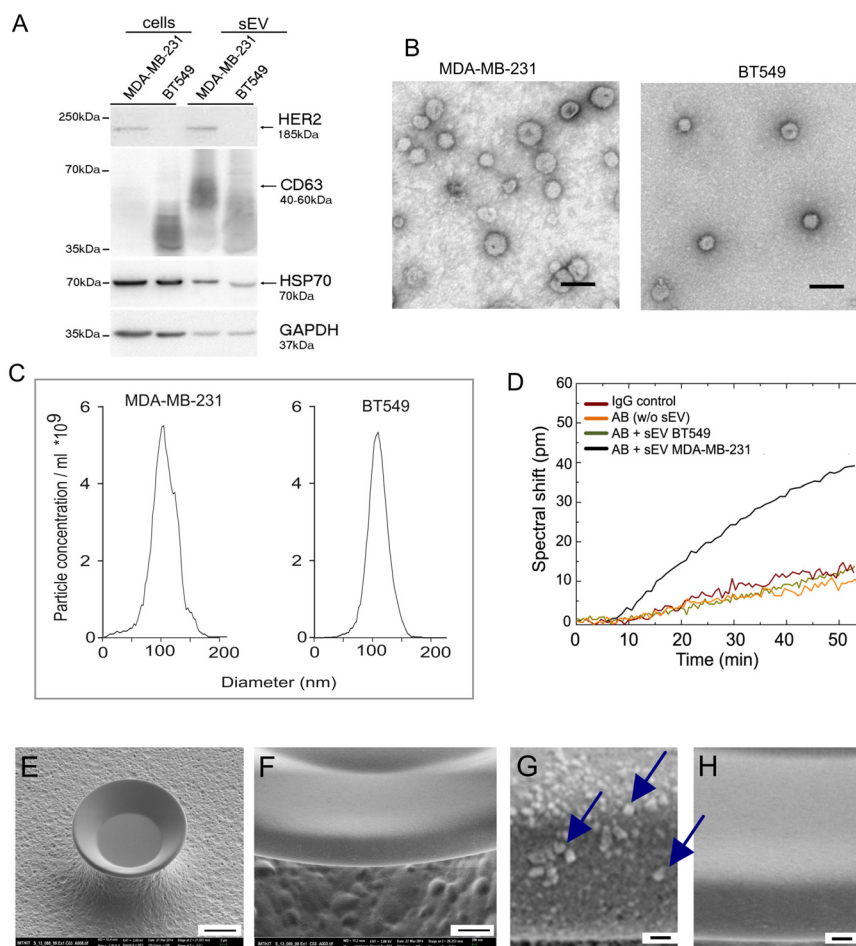 A
cells sEV
MDA-MB-231
BT549
MDA-MB-231
BT549
250kDa
HER2
185kDa
70kDa
CD63
40-60kDa
35kDa
70kDa
HSP70
70kDa
35kDa
GAPDH
37kDa
B
MDA-MB-231
BT549
C
MDA-MB-231
BT549
Particle concentration / ml *10⁹
6
4
2
0
0 100 200
6
4
2
0
0 100 200
Diameter (nm)
D
Spectral shift (pm)
60
50
40
30
20
10
0
IgG control
AB (w/o sEV)
AB + sEV BT549
AB + sEV MDA-MB-231
0 10 20 30 40 50
Time (min)
E
F
G
H